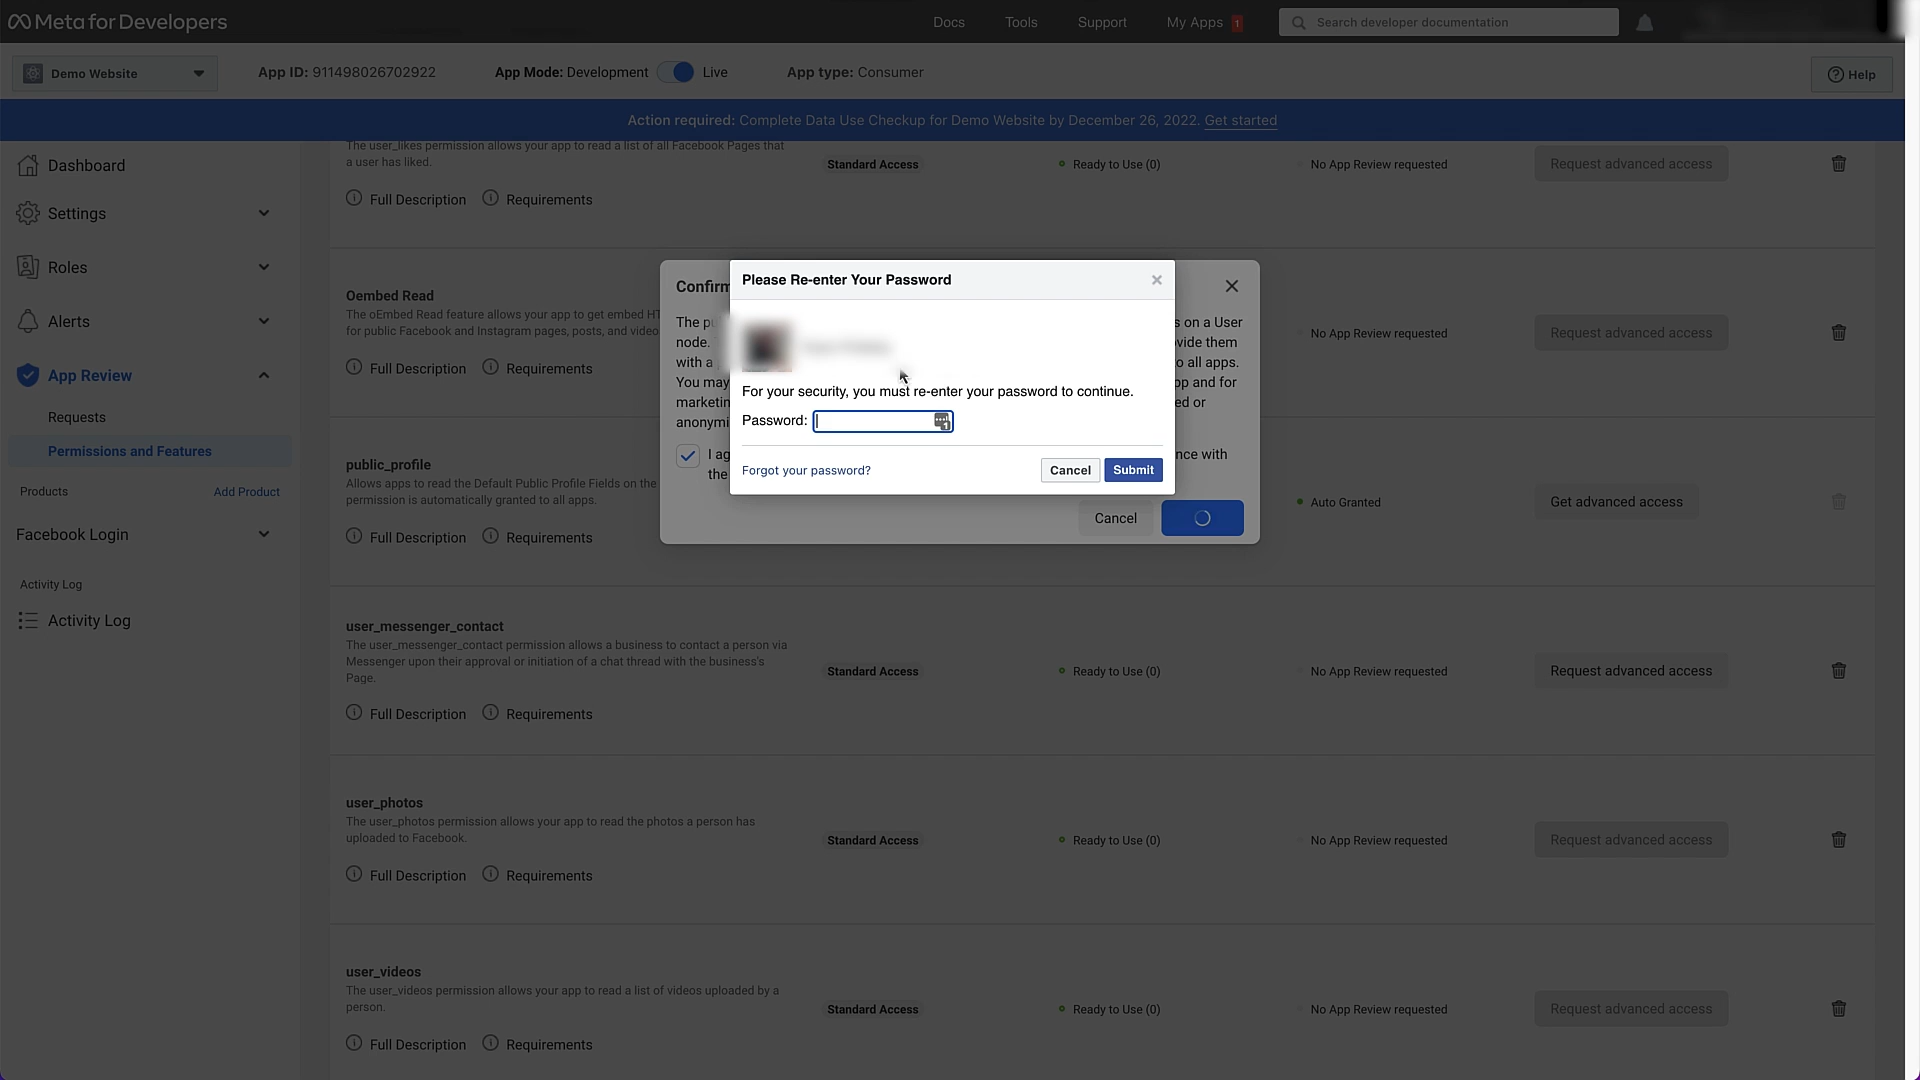 Meta for Developers
Docs
Tools
Support
My Apps
1
Search developer documentation
Demo Website
App ID: 911498026702922
App Mode: Development
Live
App type: Consumer
Help
Action required: Complete Data Use Checkup for Demo Website by December 26, 2022. Get started
Dashboard
Settings
Roles
Alerts
App Review
Requests
Permissions and Features
Products
Add Product
Facebook Login
Activity Log
Activity Log
The user_likes permission allows your app to read a list of all Facebook Pages that
a user has liked.
Full Description
Requirements
Standard Access
Ready to Use (0)
No App Review requested
Request advanced access
Oembed Read
The oEmbed Read feature allows your app to get embed
for public Facebook and Instagram pages, posts, and video
Full Description
Requirements
No App Review requested
Request advanced access
public_profile
Allows apps to read the Default Public Profile Fields on the
permission is automatically granted to all apps.
Full Description
Requirements
Auto Granted
Get advanced access
user_messenger_contact
The user_messenger_contact permission allows a business to contact a person via
Messenger upon their approval or initiation of a chat thread with the business's
Page.
Full Description
Requirements
Standard Access
Ready to Use (0)
No App Review requested
Request advanced access
user_photos
The user_photos permission allows your app to read the photos a person has
uploaded to Facebook.
Full Description
Requirements
Standard Access
Ready to Use (0)
No App Review requested
Request advanced access
user_videos
The user_videos permission allows your app to read a list of videos uploaded by a
person.
Full Description
Requirements
Standard Access
Ready to Use (0)
No App Review requested
Request advanced access
Confirm
The
s on a User
node.
vide them
with a
o all apps.
You may
pp and for
marketin
ed or
anonymi
I ag
nce with
the
Cancel
Please Re-enter Your Password
For your security, you must re-enter your password to continue.
Password:
Forgot your password?
Cancel
Submit